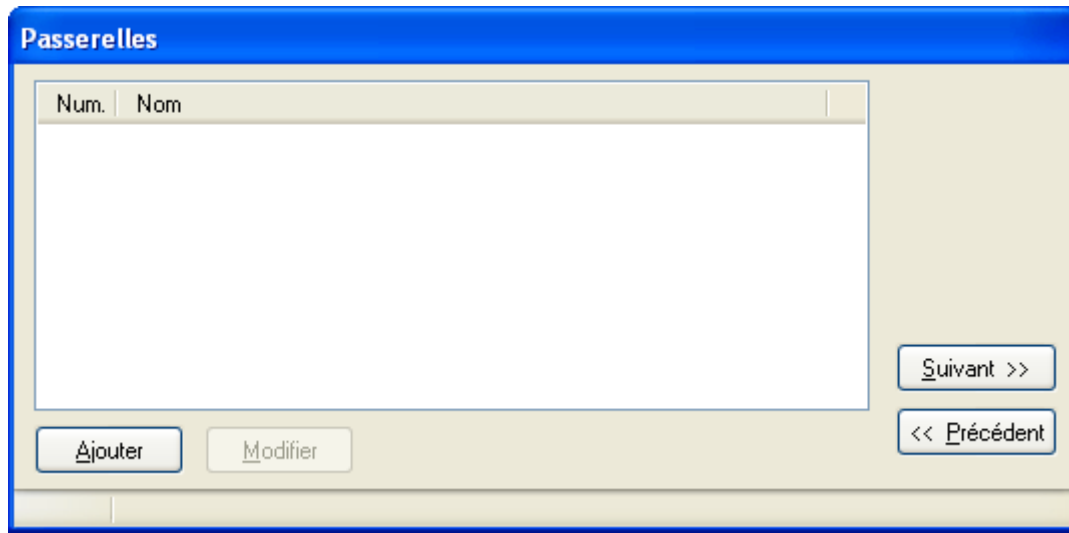 Passerelles
Num. Nom
Suivant >>
<< Précédent
Ajouter Modifier